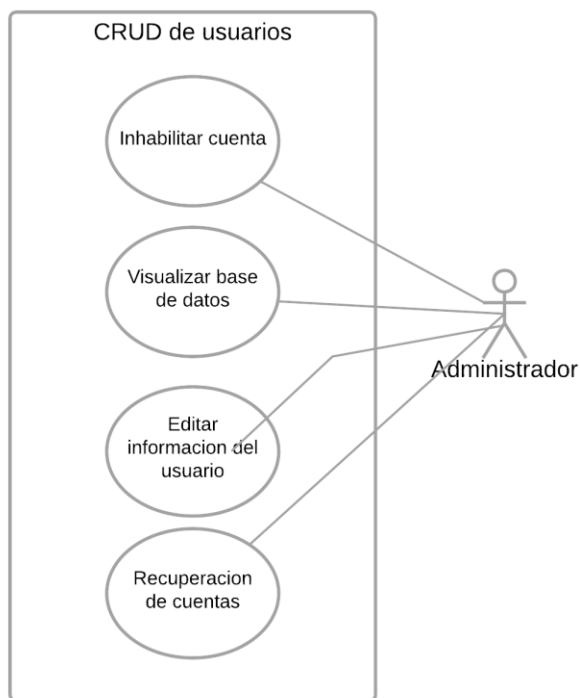 CRUD de usuarios
Inhabilitar cuenta
Visualizar base
de datos
Administrador
Editar
informacion del
usuario
Recuperacion
de cuentas